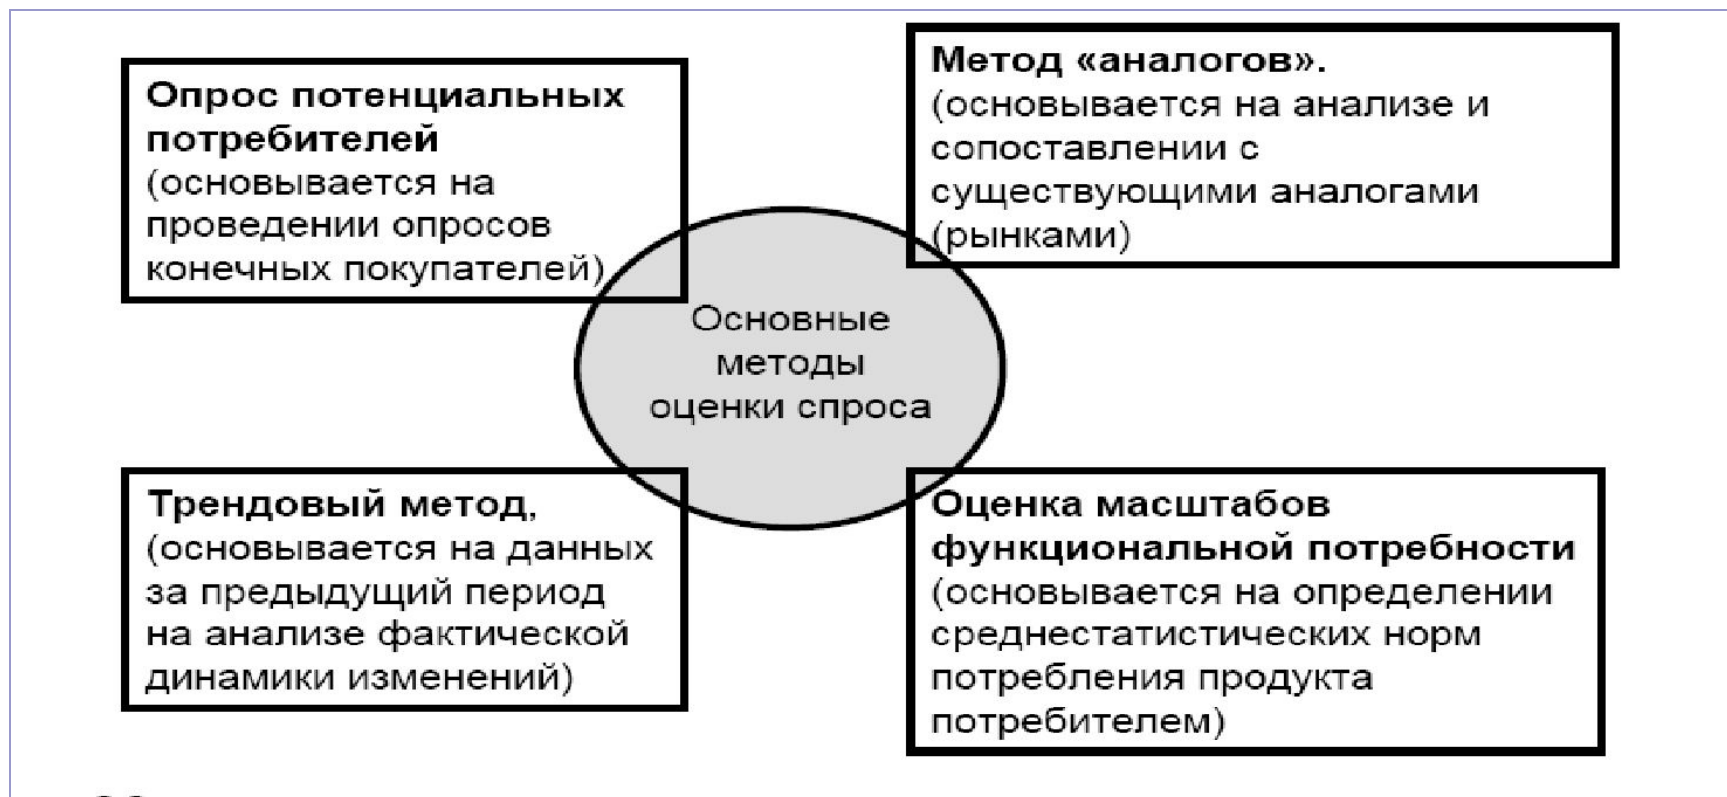 Опрос потенциальных
потребителей
(основывается на
проведении опросов
конечных покупателей)
Метод «аналогов».
(основывается на анализе и
сопоставлении с
существующими аналогами
(рынками)
Основные
методы
оценки спроса
Трендовый метод,
(основывается на данных
за предыдущий период
на анализе фактической
динамики изменений)
Оценка масштабов
функциональной потребности
(основывается на определении
среднестатистических норм
потребления продукта
потребителем)